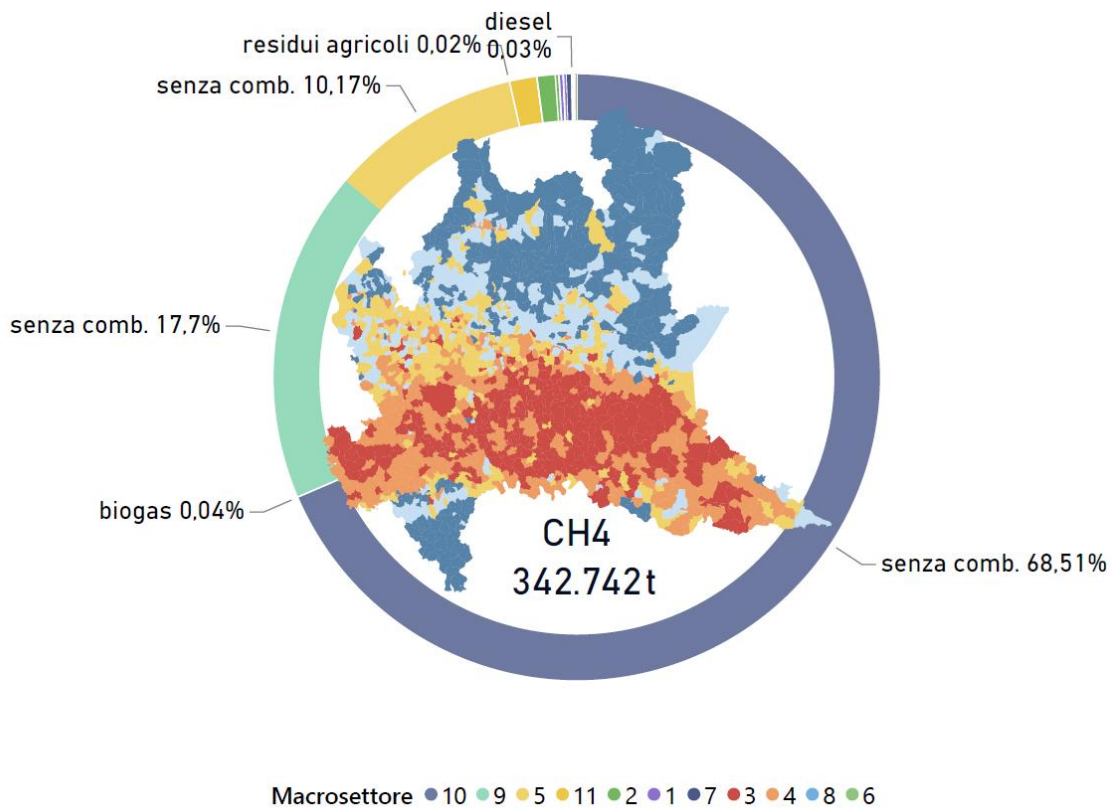 diesel
0,03%
residui agricoli 0,02%
senza comb. 10,17%
senza comb. 17,7%
biogas 0,04%
CH4
342.742t
senza comb. 68,51%
Macrosettore 10 9 5 11 2 1 7 3 4 8 6